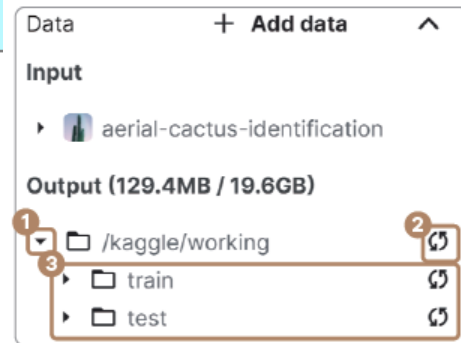 Data + Add data
Input
aerial-cactus-identification
Output (129.4MB / 19.6GB)
1 /kaggle/working 2
3 train
test